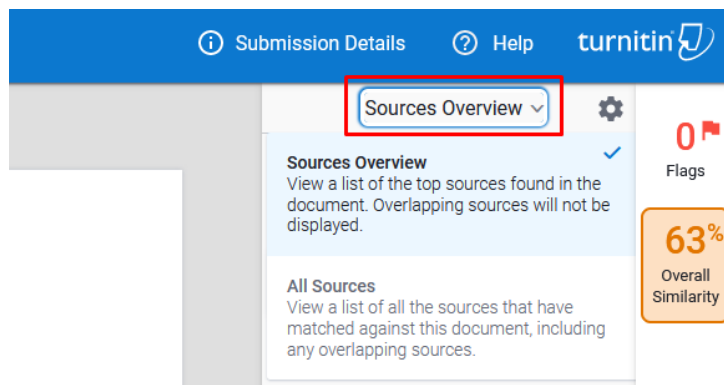 Submission Details
Help
turnitin
Sources Overview
Sources Overview
View a list of the top sources found in the
document. Overlapping sources will not be
displayed.
All Sources
View a list of all the sources that have
matched against this document, including
any overlapping sources.
0
Flags
63%
Overall
Similarity